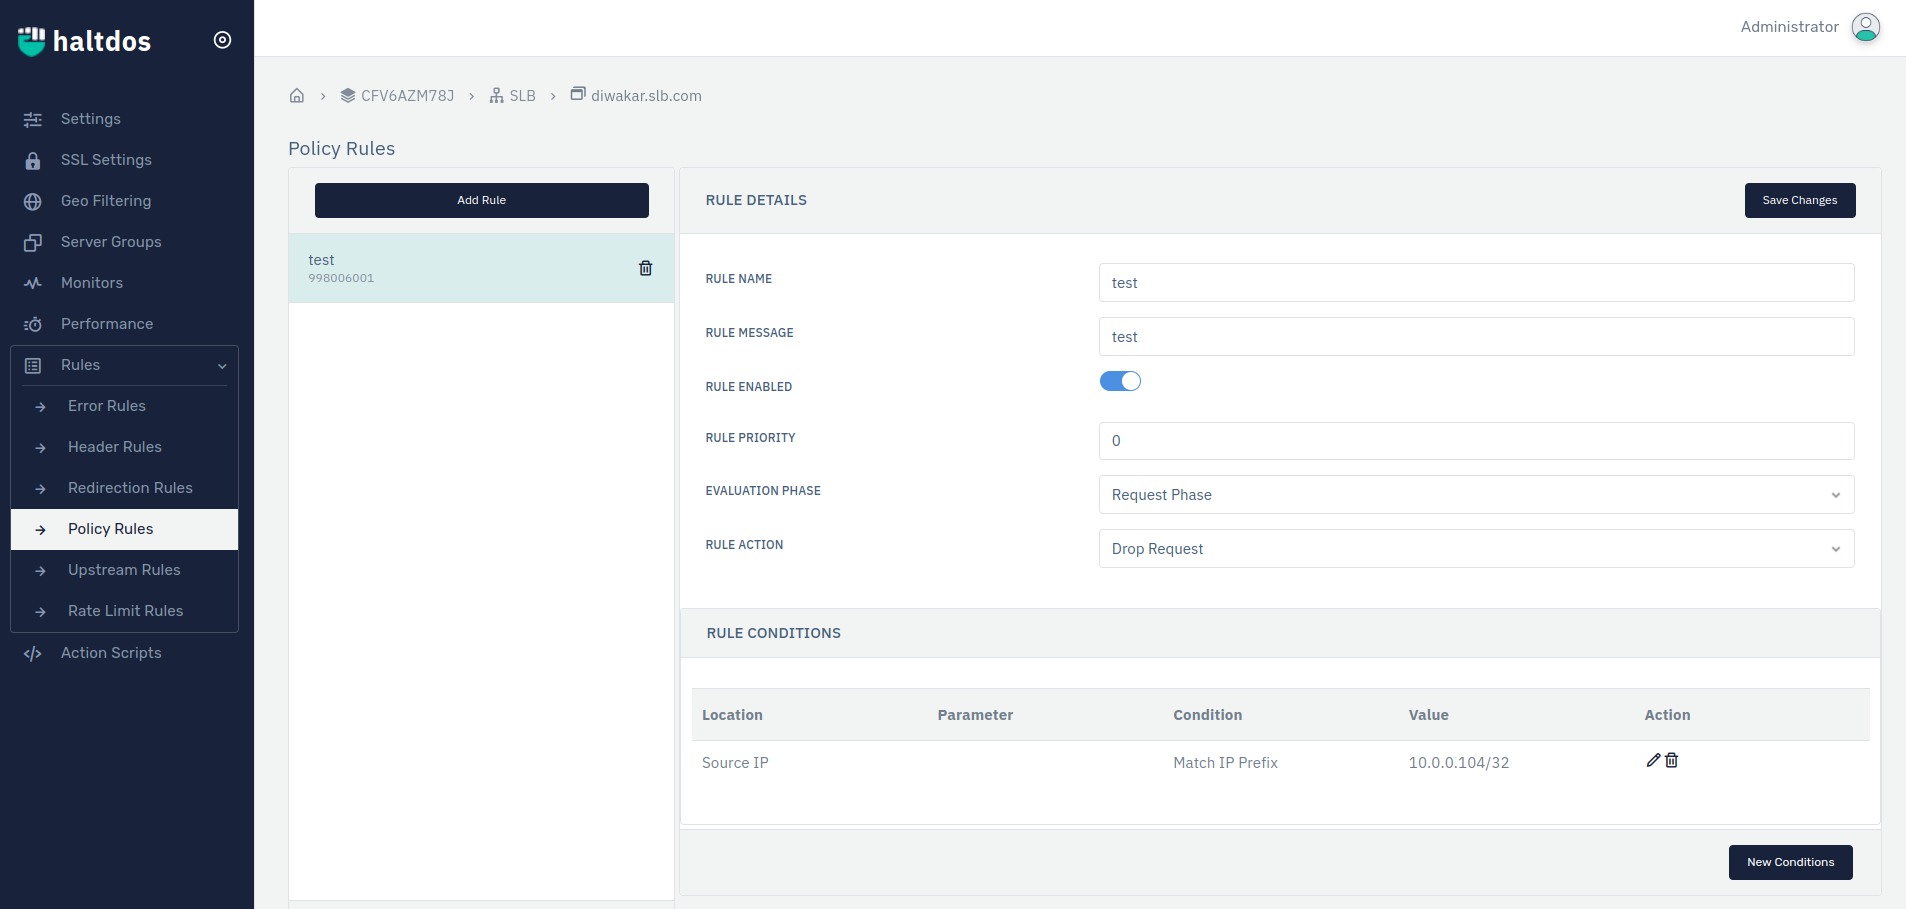 haltdos
Administrator
CFV6AZM78J
SLB
diwakar.slb.com
Settings
SSL Settings
Geo Filtering
Server Groups
Monitors
Performance
Rules
Error Rules
Header Rules
Redirection Rules
Policy Rules
Upstream Rules
Rate Limit Rules
Action Scripts
Policy Rules
Add Rule
test
998006001
RULE DETAILS
Save Changes
RULE NAME
test
RULE MESSAGE
test
RULE ENABLED
RULE PRIORITY
0
EVALUATION PHASE
Request Phase
RULE ACTION
Drop Request
RULE CONDITIONS
Location Parameter Condition Value Action
Source IP Match IP Prefix 10.0.0.104/32
New Conditions